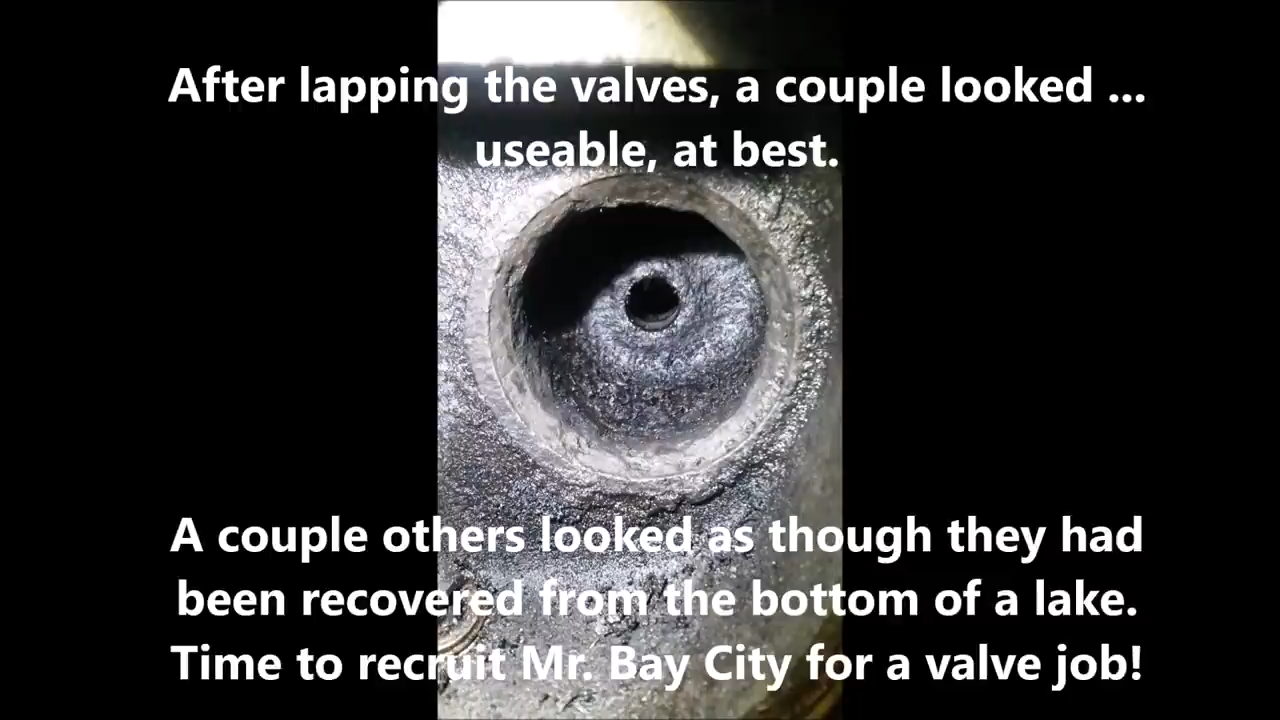 After lapping the valves, a couple looked ...
useable, at best.
A couple others looked as though they had
been recovered from the bottom of a lake.
Time to recruit Mr. Bay City for a valve job!